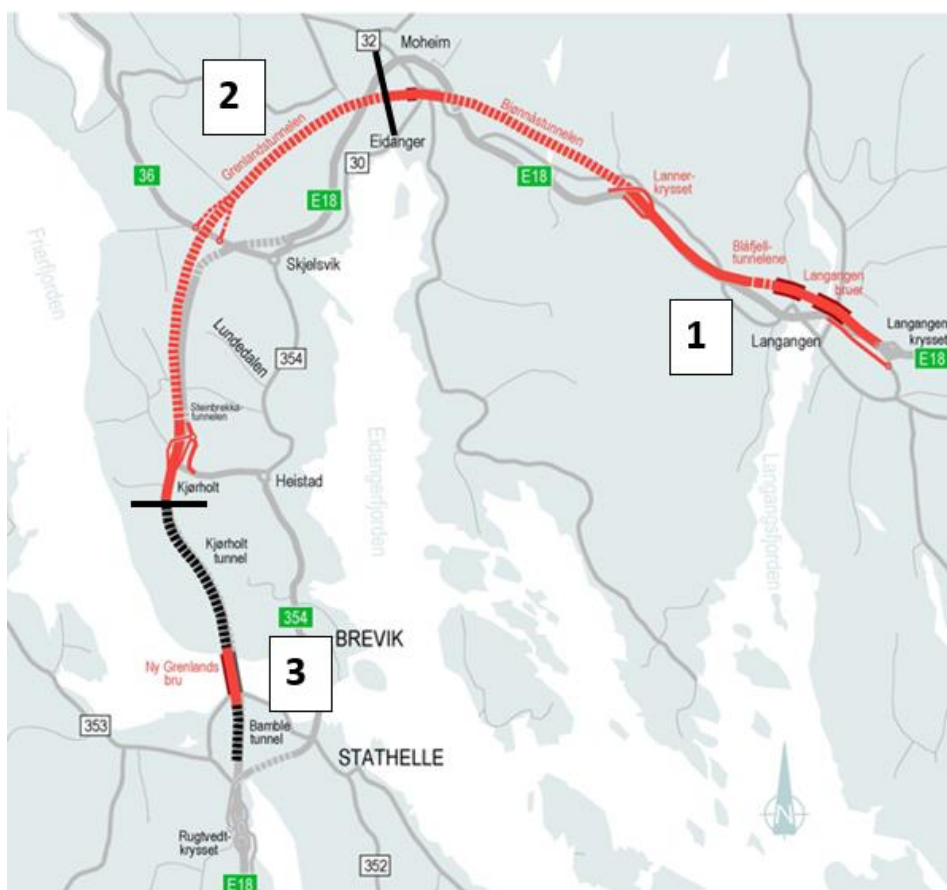 32
Moheim
2
Eidanger
Bjønnåstunnelen
Grenlandstunnelen
30
36
E18
E18
Lanner-
krysset
Frierfjorden
Skjelsvik
Blåfjell-
tunnelene
Langangen
bruer
1
Langangen
Langangen
krysset
E18
Lundedalen
354
Steinbrekka-
tunnelen
Eidangerfjorden
Langangsfjorden
Kjørholt
Heistad
Kjørholt
tunnel
354
BREVIK
3
Ny Grenlands
bru
353
Bamble
tunnel
STATHELLE
N
Rugtvedt-
krysset
352
E18